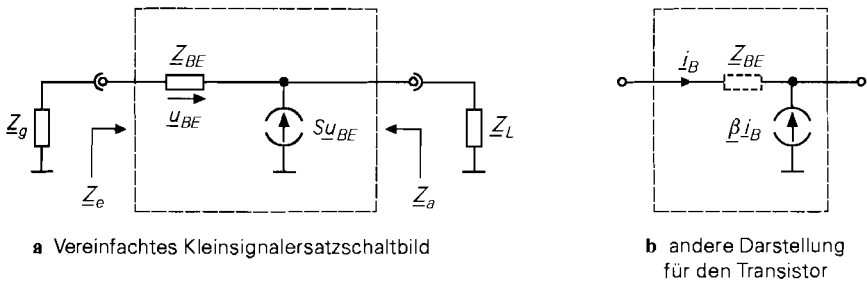 Z_BE
i_B
Z_BE
Z_g
u_BE
Su_BE
Z_L
β i_B
Z_e
Z_a
a Vereinfachtes Kleinsignalersatzschaltbild
b andere Darstellung
für den Transistor